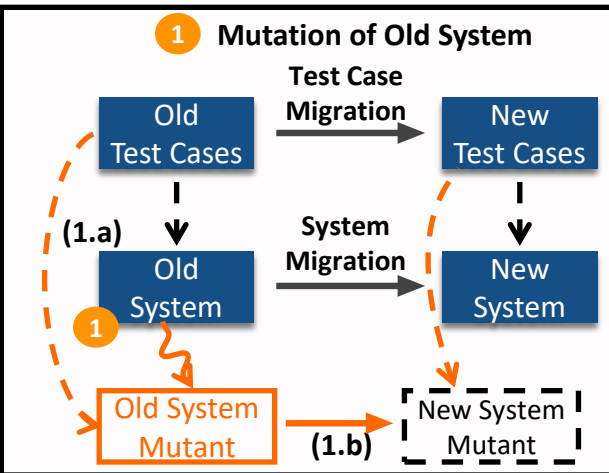 1 Mutation of Old System
Test Case
Migration
Old
Test Cases
New
Test Cases
(1.a)
System
Migration
Old
System
New
System
1
Old System
Mutant
(1.b)
New System
Mutant